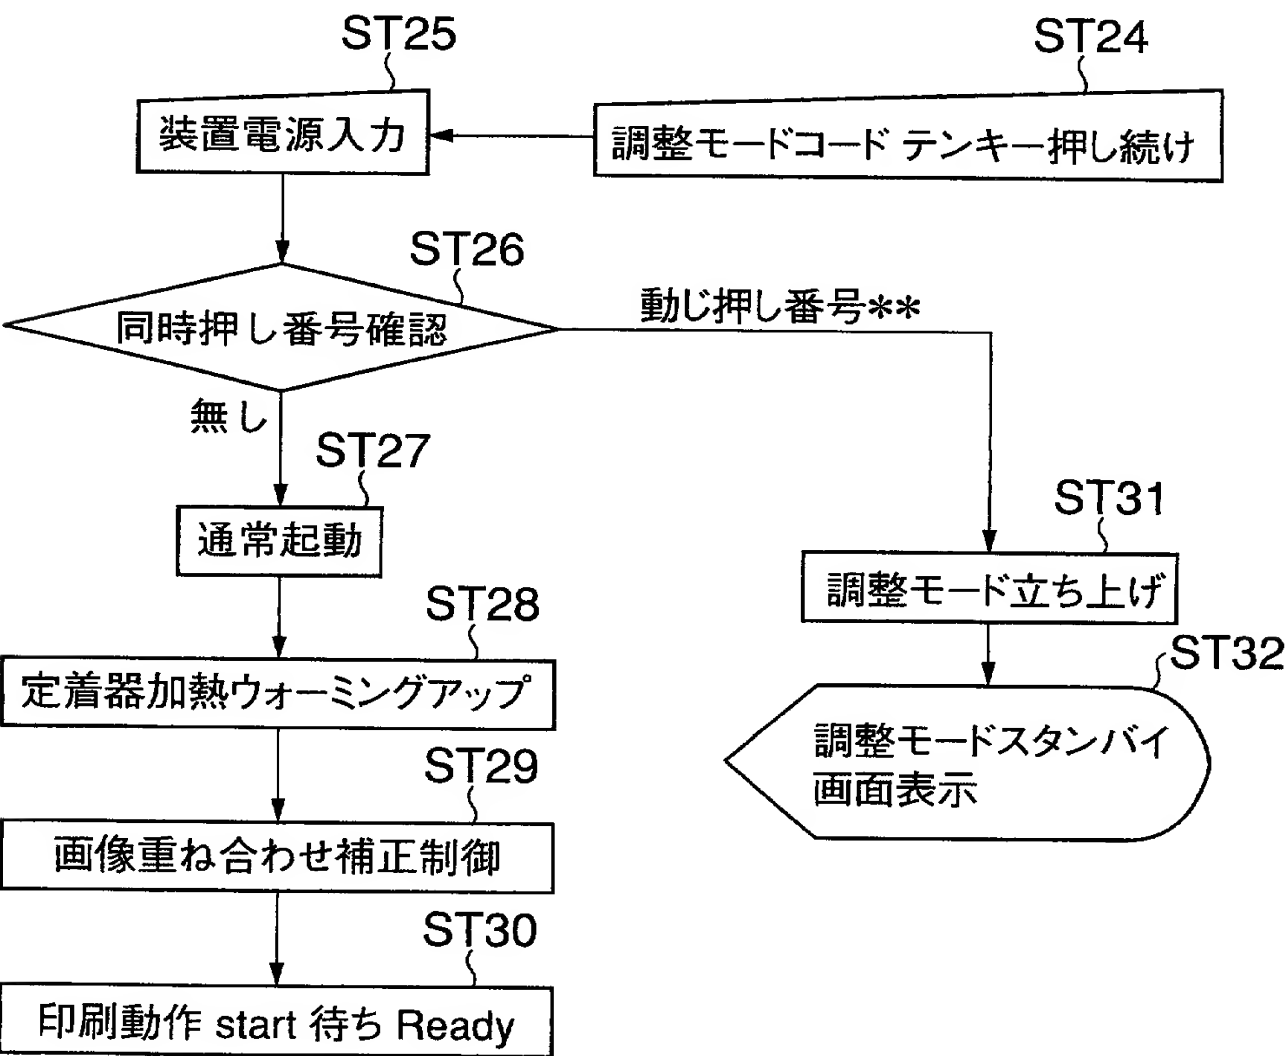 ST25
ST24
装置電源入力
調整モードコード テンキー押し続け
ST26
同時押し番号確認
動じ押し番号**
無し
ST27
通常起動
ST31
調整モード立ち上げ
ST28
定着器加熱ウォーミングアップ
ST32
調整モードスタンバイ
画面表示
ST29
画像重ね合わせ補正制御
ST30
印刷動作 start 待ち Ready